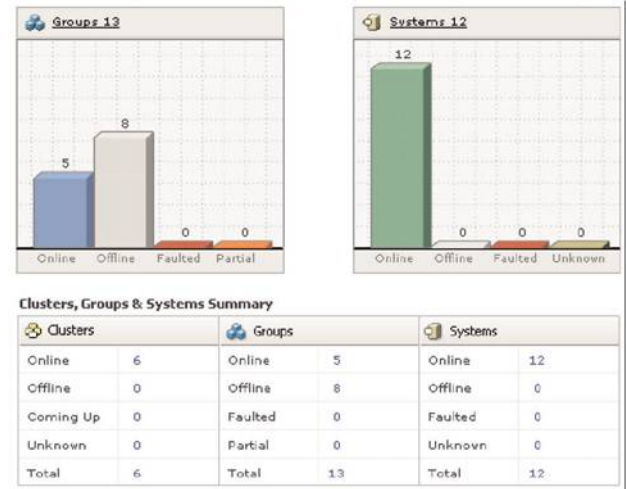 Groups 13
5
8
0
0
Online Offline Faulted Partial
Systems 12
12
0
0
0
Online Offline Faulted Unknown
Clusters, Groups & Systems Summary
Clusters Groups Systems
Online 6 Online 5 Online 12
Offline 0 Offline 8 Offline 0
Coming Up 0 Faulted 0 Faulted 0
Unknown 0 Partial 0 Unknown 0
Total 6 Total 13 Total 12